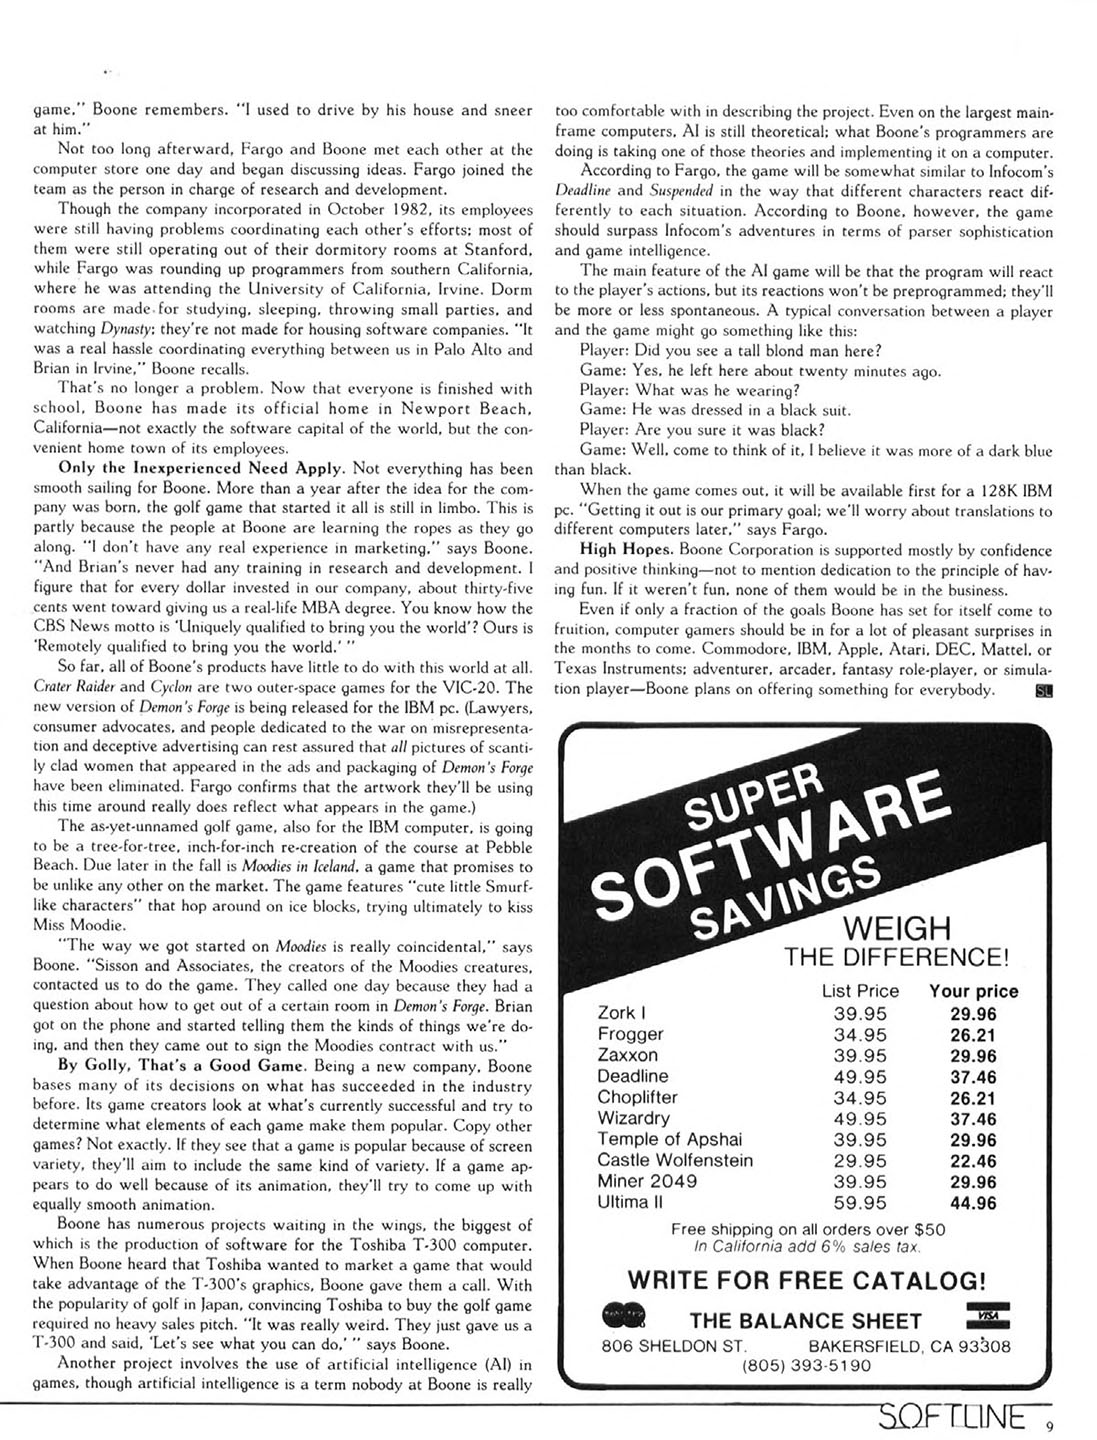 game," Boone remembers. "I used to drive by his house and sneer
at him."
Not too long afterward, Fargo and Boone met each other at the
computer store one day and began discussing ideas. Fargo joined the
team as the person in charge of research and development.
Though the company incorporated in October 1982, its employees
were still having problems coordinating each other's efforts; most of
them were still operating out of their dormitory rooms at Stanford,
while Fargo was rounding up programmers from southern California,
where he was attending the University of California, Irvine. Dorm
rooms are made for studying, sleeping, throwing small parties, and
watching Dynasty; they're not made for housing software companies. "It
was a real hassle coordinating everything between us in Palo Alto and
Brian in Irvine," Boone recalls.
That's no longer a problem. Now that everyone is finished with
school, Boone has made its official home in Newport Beach,
California—not exactly the software capital of the world, but the con-
venient home town of its employees.
Only the Inexperienced Need Apply. Not everything has been
smooth sailing for Boone. More than a year after the idea for the com-
pany was born, the golf game that started it all is still in limbo. This is
partly because the people at Boone are learning the ropes as they go
along. "I don't have any real experience in marketing," says Boone.
"And Brian's never had any training in research and development. I
figure that for every dollar invested in our company, about thirty-five
cents went toward giving us a real-life MBA degree. You know how the
CBS News motto is 'Uniquely qualified to bring you the world'? Ours is
'Remotely qualified to bring you the world.' "
So far, all of Boone's products have little to do with this world at all.
Crater Raider and Cyclon are two outer-space games for the VIC-20. The
new version of Demon's Forge is being released for the IBM pc. (Lawyers,
consumer advocates, and people dedicated to the war on misrepresenta-
tion and deceptive advertising can rest assured that all pictures of scanti-
ly clad women that appeared in the ads and packaging of Demon's Forge
have been eliminated. Fargo confirms that the artwork they'll be using
this time around really does reflect what appears in the game.)
The as-yet-unnamed golf game, also for the IBM computer, is going
to be a tree-for-tree, inch-for-inch re-creation of the course at Pebble
Beach. Due later in the fall is Moodies in Iceland, a game that promises to
be unlike any other on the market. The game features "cute little Smurf-
like characters" that hop around on ice blocks, trying ultimately to kiss
Miss Moodie.
"The way we got started on Moodies is really coincidental," says
Boone. "Sisson and Associates, the creators of the Moodies creatures,
contacted us to do the game. They called one day because they had a
question about how to get out of a certain room in Demon's Forge. Brian
got on the phone and started telling them the kinds of things we're do-
ing, and then they came out to sign the Moodies contract with us."
By Golly, That's a Good Game. Being a new company, Boone
bases many of its decisions on what has succeeded in the industry
before. Its game creators look at what's currently successful and try to
determine what elements of each game make them popular. Copy other
games? Not exactly. If they see that a game is popular because of screen
variety, they'll aim to include the same kind of variety. If a game ap-
pears to do well because of its animation, they'll try to come up with
equally smooth animation.
Boone has numerous projects waiting in the wings, the biggest of
which is the production of software for the Toshiba T-300 computer.
When Boone heard that Toshiba wanted to market a game that would
take advantage of the T-300's graphics, Boone gave them a call. With
the popularity of golf in Japan, convincing Toshiba to buy the golf game
required no heavy sales pitch. "It was really weird. They just gave us a
T-300 and said, 'Let's see what you can do,' " says Boone.
Another project involves the use of artificial intelligence (AI) in
games, though artificial intelligence is a term nobody at Boone is really
too comfortable with in describing the project. Even on the largest main-
frame computers, AI is still theoretical; what Boone's programmers are
doing is taking one of those theories and implementing it on a computer.
According to Fargo, the game will be somewhat similar to Infocom's
Deadline and Suspended in the way that different characters react dif-
ferently to each situation. According to Boone, however, the game
should surpass Infocom's adventures in terms of parser sophistication
and game intelligence.
The main feature of the AI game will be that the program will react
to the player's actions, but its reactions won't be preprogrammed; they'll
be more or less spontaneous. A typical conversation between a player
and the game might go something like this:
Player: Did you see a tall blond man here?
Game: Yes, he left here about twenty minutes ago.
Player: What was he wearing?
Game: He was dressed in a black suit.
Player: Are you sure it was black?
Game: Well, come to think of it, I believe it was more of a dark blue
than black.
When the game comes out, it will be available first for a 128K IBM
pc. "Getting it out is our primary goal; we'll worry about translations to
different computers later," says Fargo.
High Hopes. Boone Corporation is supported mostly by confidence
and positive thinking—not to mention dedication to the principle of hav-
ing fun. If it weren't fun, none of them would be in the business.
Even if only a fraction of the goals Boone has set for itself come to
fruition, computer gamers should be in for a lot of pleasant surprises in
the months to come. Commodore, IBM, Apple, Atari, DEC, Mattel, or
Texas Instruments; adventurer, arcader, fantasy role-player, or simula-
tion player—Boone plans on offering something for everybody. SL
SUPER
SOFTWARE
SAVINGS
WEIGH
THE DIFFERENCE!
List Price Your price
Zork I 39.95 29.96
Frogger 34.95 26.21
Zaxxon 39.95 29.96
Deadline 49.95 37.46
Choplifter 34.95 26.21
Wizardry 49.95 37.46
Temple of Apshai 39.95 29.96
Castle Wolfenstein 29.95 22.46
Miner 2049 39.95 29.96
Ultima II 59.95 44.96
Free shipping on all orders over $50
In California add 6% sales tax.
WRITE FOR FREE CATALOG!
THE BALANCE SHEET VISA
806 SHELDON ST. BAKERSFIELD, CA 93308
(805) 393-5190
SOFTLINE 9